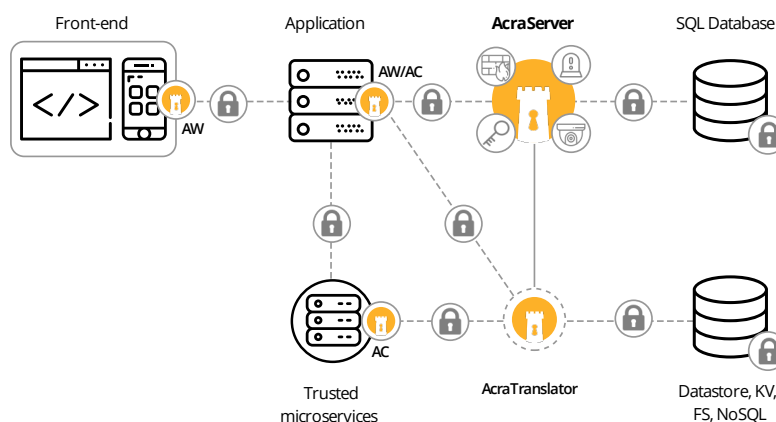 Front-end
Application
AcraServer
SQL Database
AW/AC
</>
AW
AC
Trusted
microservices
AcraTranslator
Datastore, KV,
FS, NoSQL